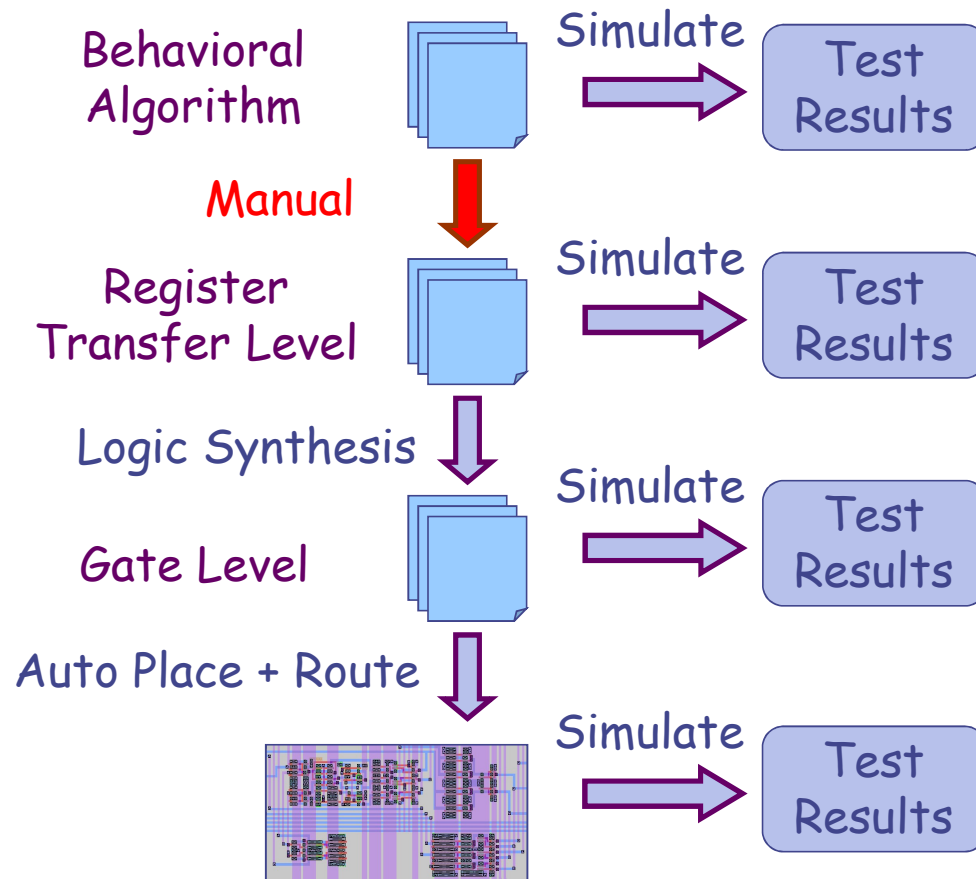 Behavioral
Algorithm
Simulate
Test
Results
Manual
Register
Transfer Level
Simulate
Test
Results
Logic Synthesis
Gate Level
Simulate
Test
Results
Auto Place + Route
Simulate
Test
Results